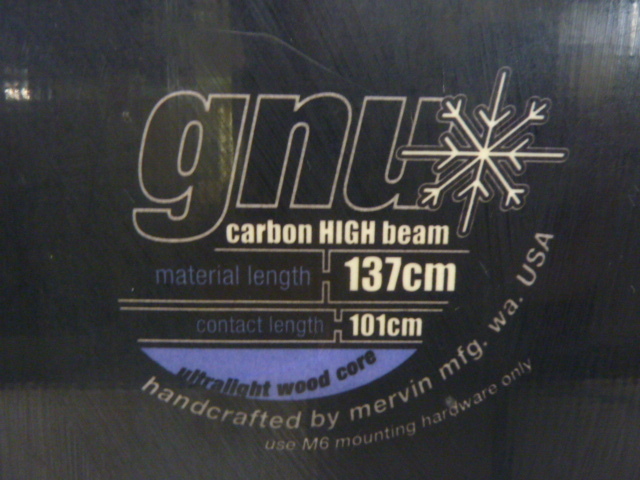 gnu
carbon HIGH beam
material length 137cm
contact length 101cm
ultralight wood core
handcrafted by mervin mfg. wa. USA
use M6 mounting hardware only